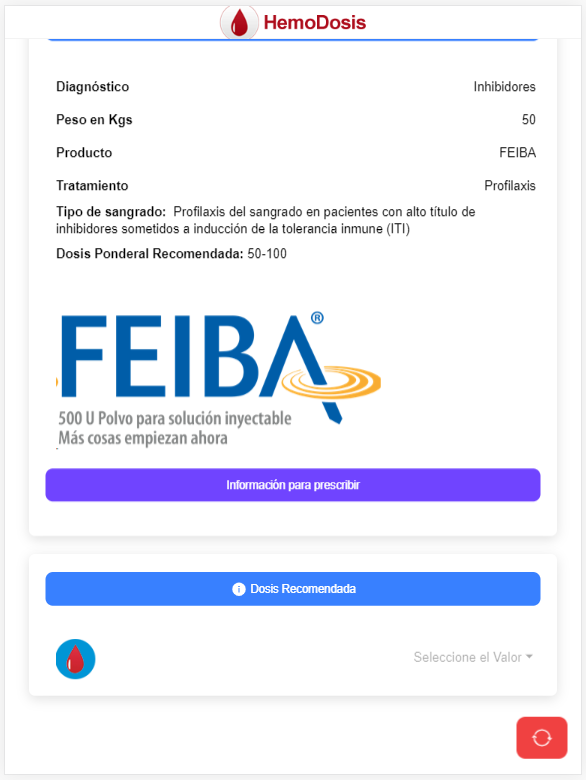 HemoDosis
Diagnóstico Inhibidores
Peso en Kgs 50
Producto FEIBA
Tratamiento Profilaxis
Tipo de sangrado: Profilaxis del sangrado en pacientes con alto título de
inhibidores sometidos a inducción de la tolerancia inmune (ITI)
Dosis Ponderal Recomendada: 50-100
FEIBA®
500 U Polvo para solución inyectable
Más cosas empiezan ahora
Información para prescribir
Dosis Recomendada
Seleccione el Valor